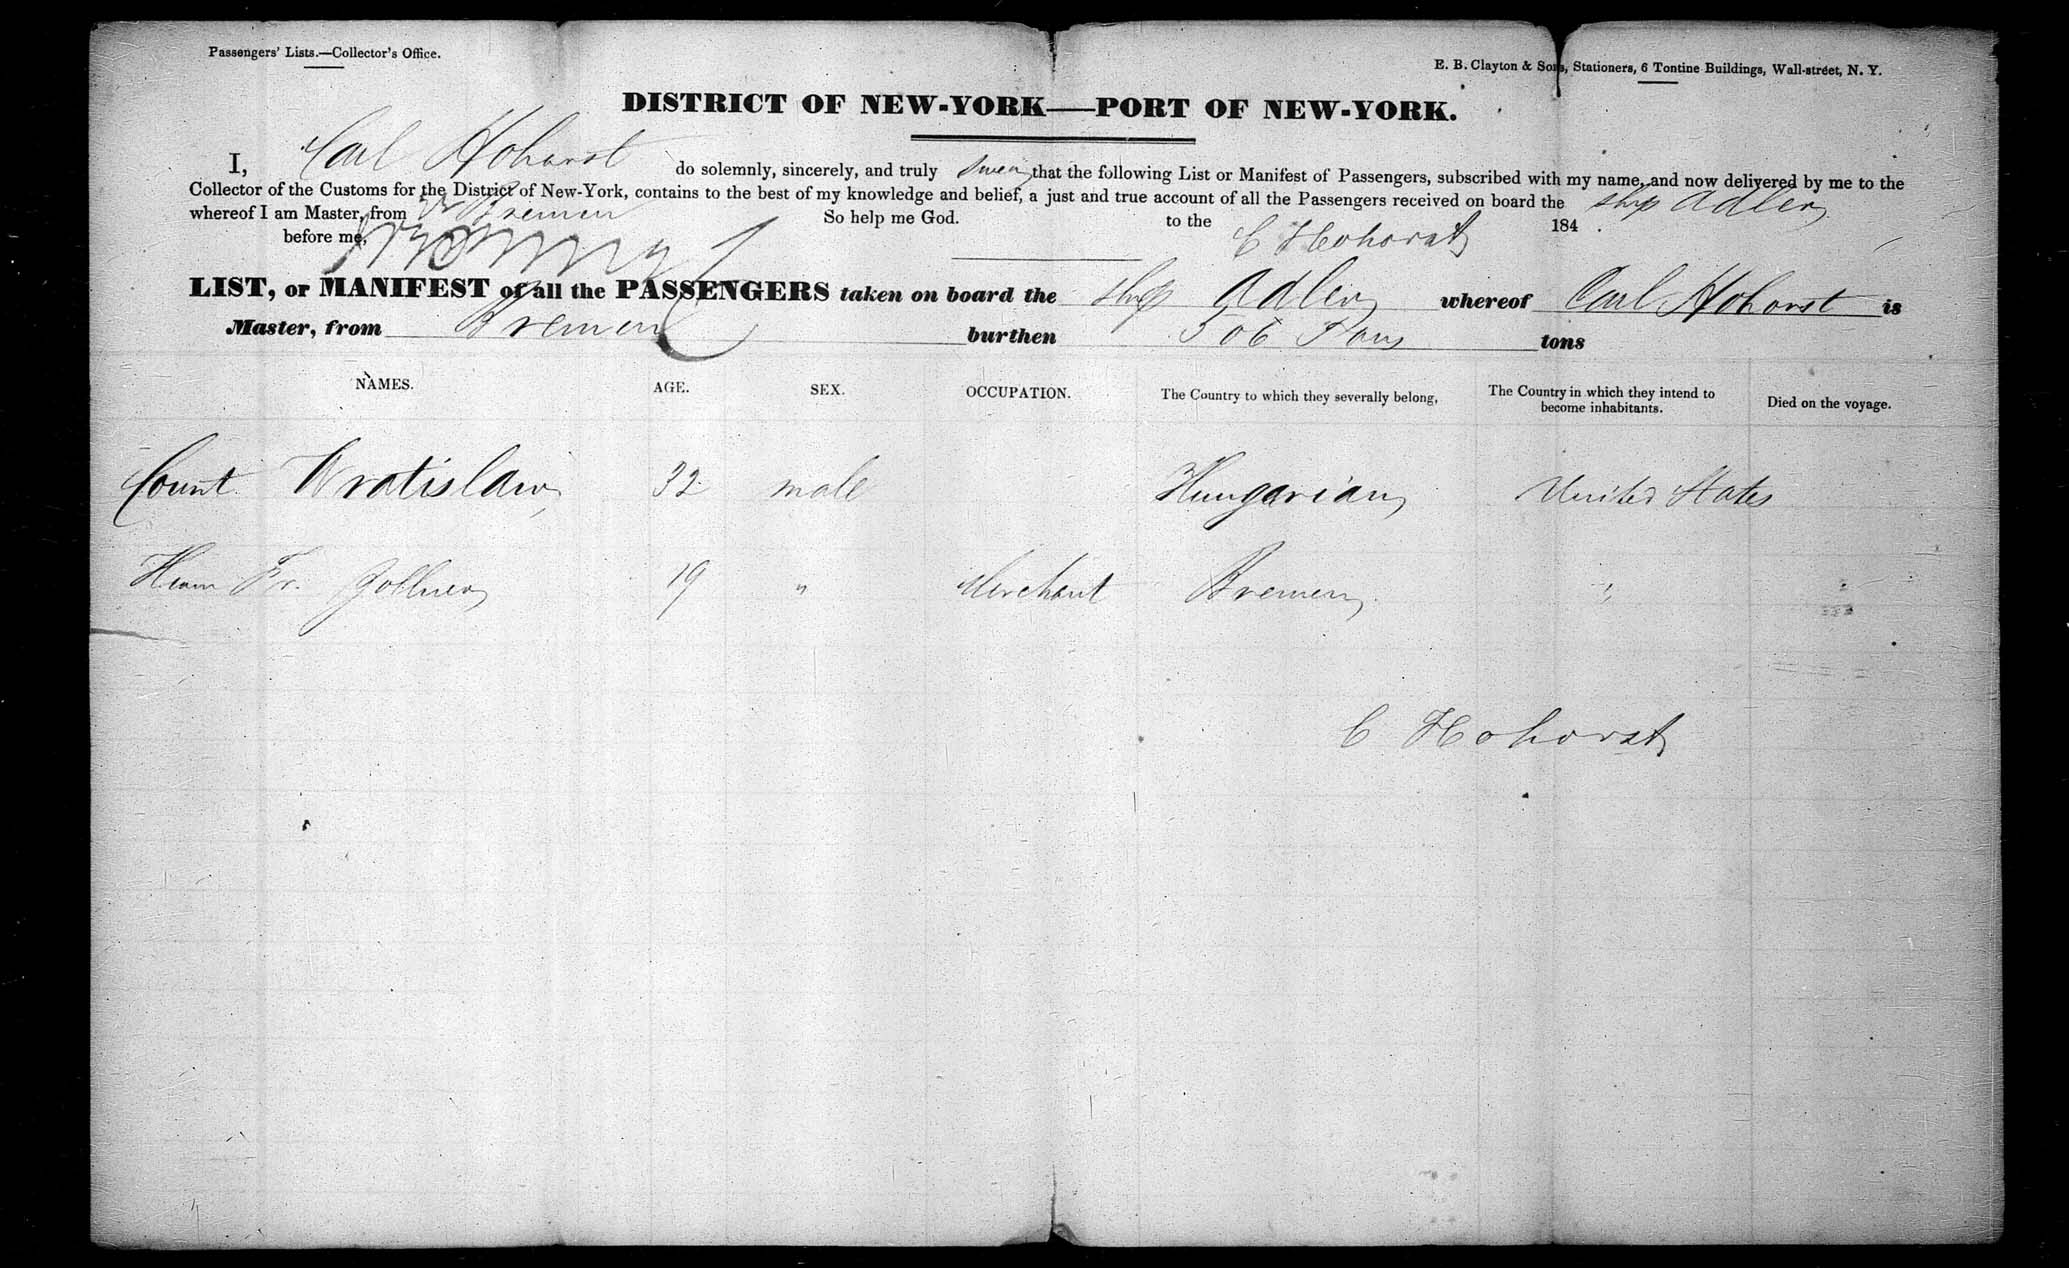 Passengers' Lists.—Collector's Office.
E. B. Clayton & Sons, Stationers, 6 Tontine Buildings, Wall-street, N. Y.
DISTRICT OF NEW-YORK—PORT OF NEW-YORK.
I, Carl Hohorst do solemnly, sincerely, and truly swear that the following List or Manifest of Passengers, subscribed with my name, and now delivered by me to the
Collector of the Customs for the District of New-York, contains to the best of my knowledge and belief, a just and true account of all the Passengers received on board the ship Adler
whereof I am Master, from Bremen So help me God. to the 184 .
before me, C Hohorst
LIST, or MANIFEST of all the PASSENGERS taken on board the ship Adler whereof Carl Hohorst is
Master, from Bremen burthen 506 Tons tons
NAMES. AGE. SEX. OCCUPATION. The Country to which they severally belong, The Country in which they intend to become inhabitants. Died on the voyage.
Count Wratislaw 32 male Hungarian United States
Fr. 19 " Merchant Bremen "
C Hohorst